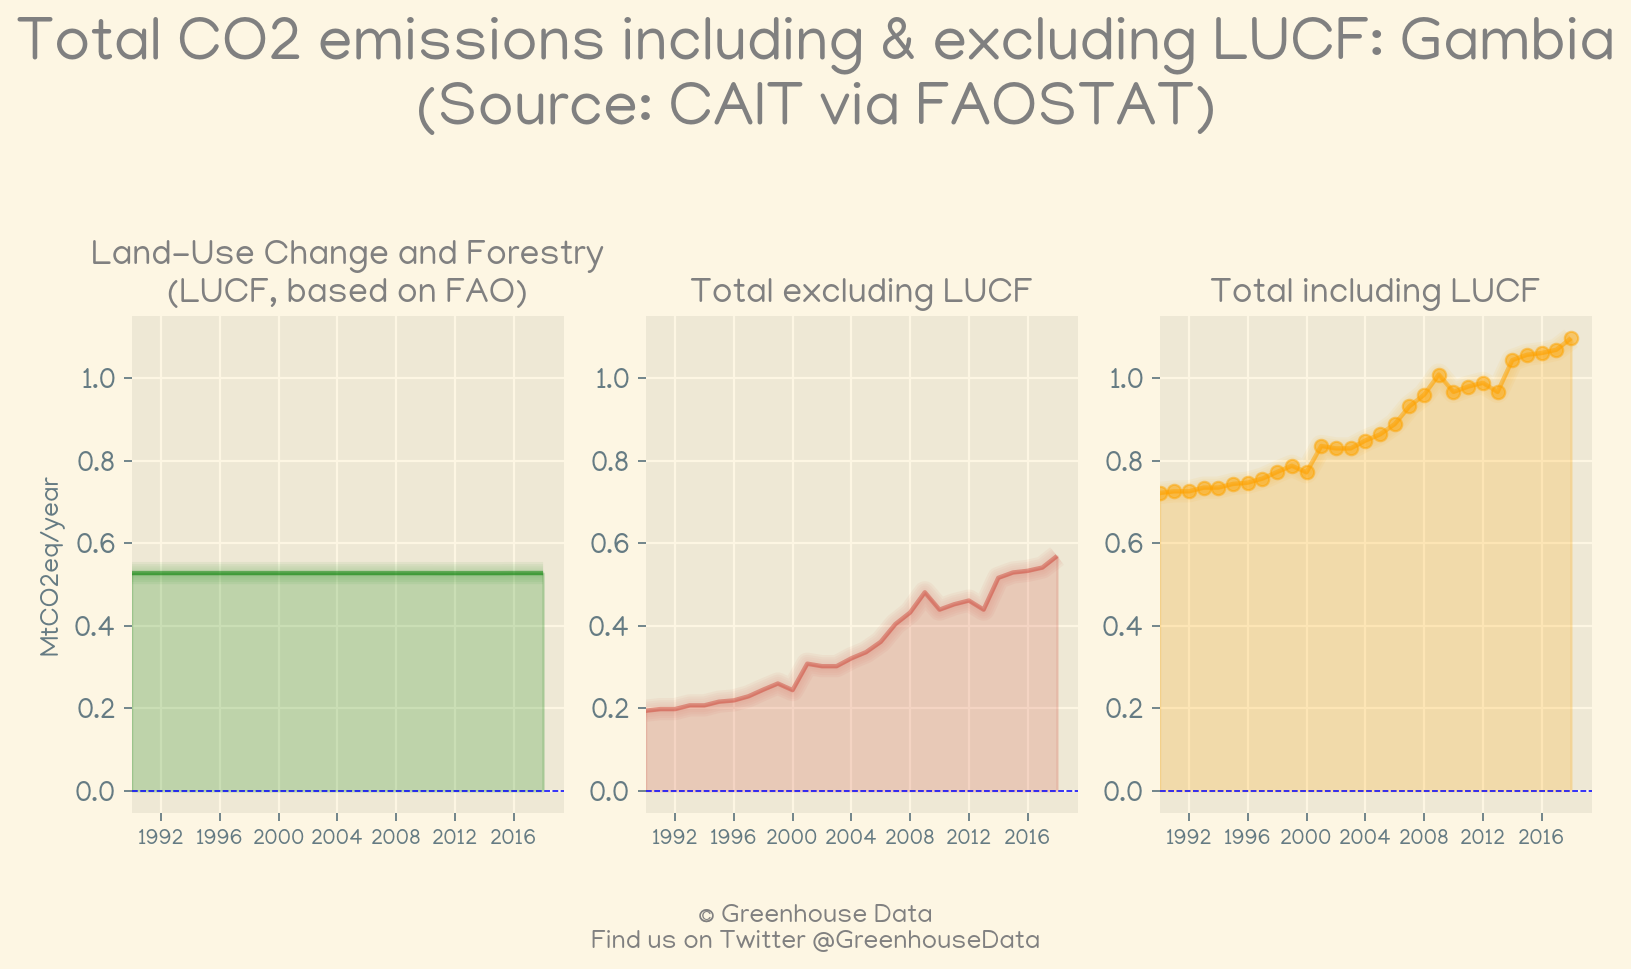 Total CO2 emissions including & excluding LUCF: Gambia
(Source: CAIT via FAOSTAT)
Land-Use Change and Forestry
(LUCF, based on FAO)
Total excluding LUCF
Total including LUCF
MtCO2eq/year
1.0
0.8
0.6
0.4
0.2
0.0
1992 1996 2000 2004 2008 2012 2016
1.0
0.8
0.6
0.4
0.2
0.0
1992 1996 2000 2004 2008 2012 2016
1.0
0.8
0.6
0.4
0.2
0.0
1992 1996 2000 2004 2008 2012 2016
© Greenhouse Data
Find us on Twitter @GreenhouseData